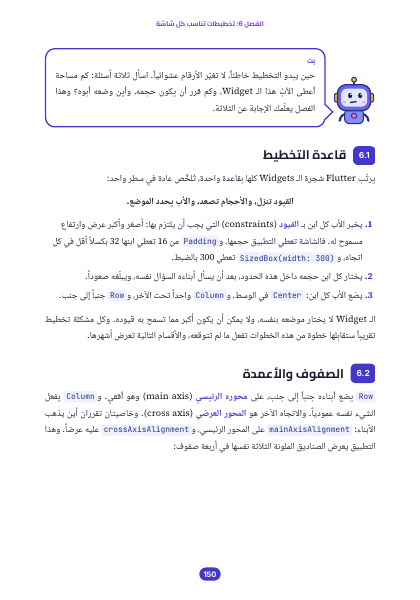 الفصل 6: تخطيطات تناسب كل شاشة
بت
حين يبدو التخطيط خاطئاً، لا تغيّر الأرقام عشوائياً. اسأل ثلاثة أسئلة: كم مساحة
أعطى الأبُ هذا الـ Widget، وكم قرر أن يكون حجمه، وأين وضعه أبوه؟ وهذا
الفصل يعلّمك الإجابة عن الثلاثة.
6.1 قاعدة التخطيط
يرتّب Flutter شجرة الـ Widgets كلها بقاعدة واحدة، تُلخَّص عادة في سطر واحد:
القيود تنزل، والأحجام تصعد، والأب يحدد الموضع.
1. يخبر الأب كل ابن بـ القيود (constraints) التي يجب أن يلتزم بها: أصغر وأكبر عرض وارتفاع
مسموح له. فالشاشة تعطي التطبيق حجمها، و Padding من 16 تعطي ابنها 32 بكسلاً أقل في كل
اتجاه، و SizedBox(width: 300) تعطي 300 بالضبط.
2. يختار كل ابن حجمه داخل هذه الحدود، بعد أن يسأل أبناءه السؤال نفسه، ويبلّغه صعوداً.
3. يضع الأب كل ابن: Center في الوسط، و Column واحداً تحت الآخر، و Row جنباً إلى جنب.
الـ Widget لا يختار موضعه بنفسه، ولا يمكن أن يكون أكبر مما تسمح به قيوده. وكل مشكلة تخطيط
تقريباً ستقابلها خطوة من هذه الخطوات تفعل ما لم تتوقعه، والأقسام التالية تعرض أشهرها.
6.2 الصفوف والأعمدة
Row يضع أبناءه جنباً إلى جنب، على محوره الرئيسي (main axis) وهو أفقي. و Column يفعل
الشيء نفسه عمودياً. والاتجاه الآخر هو المحور العرضي (cross axis). وخاصيتان تقرران أين يذهب
الأبناء: mainAxisAlignment على المحور الرئيسي، و crossAxisAlignment عليه عرضاً. وهذا
التطبيق يعرض الصناديق الملونة الثلاثة نفسها في أربعة صفوف:
150